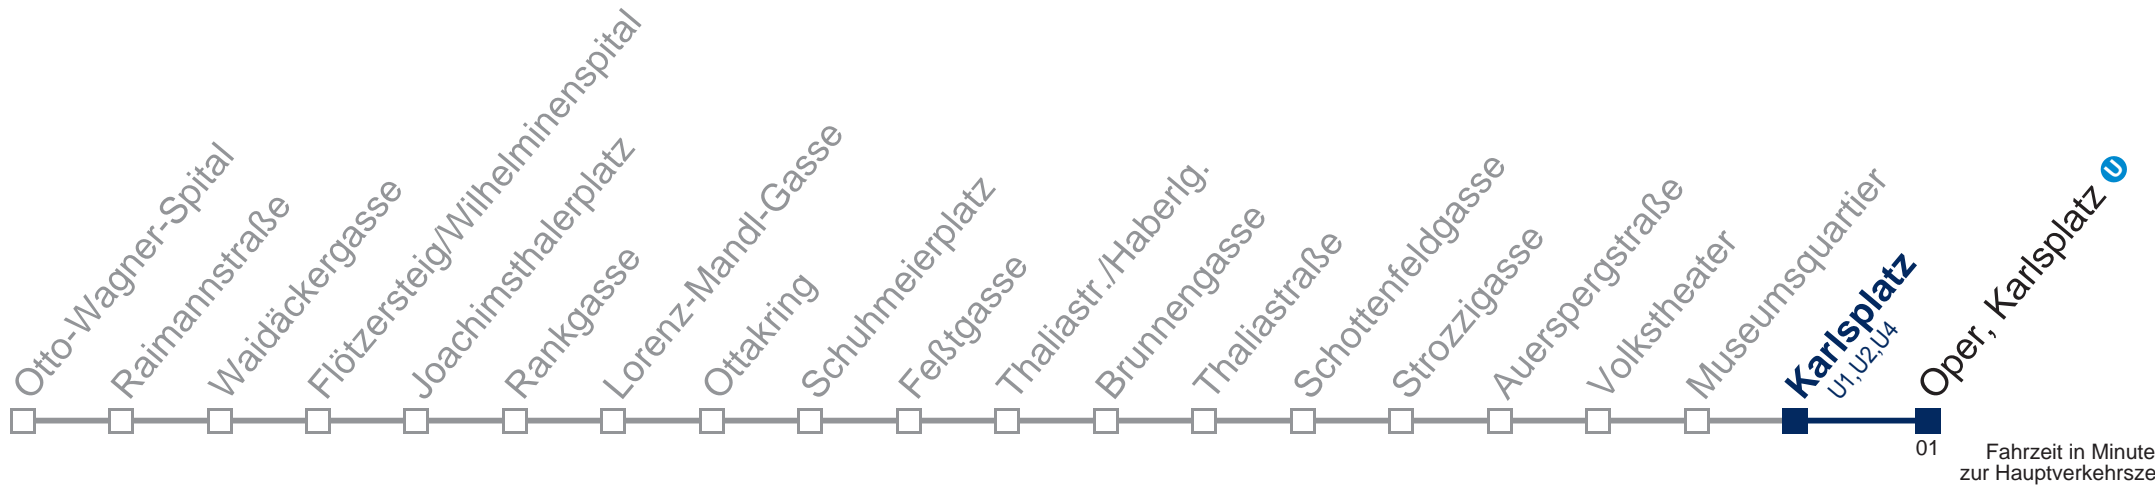 Otto-Wagner-Spital
Raimannstraße
Waidäckergasse
Flötzersteig/Wilhelminenspital
Joachimsthalerplatz
Rankgasse
Lorenz-Mandl-Gasse
Ottakring
Schuhmeierplatz
Feßtgasse
Thaliastr./Haberlg.
Brunnengasse
Thaliastraße
Schottenfeldgasse
Strozzigasse
Auerspergstraße
Volkstheater
Museumsquartier
Karlsplatz
U1,U2,U4
Oper, Karlsplatz U
01
Fahrzeit in Minute
zur Hauptverkehrsze